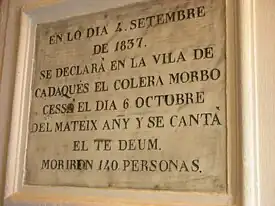 EN LO DIA 4. SETEMBRE
DE 1837.
SE DECLARÀ EN LA VILA DE
CADAQUÉS EL COLERA MORBO
CESSÀ EL DIA 6 OCTUBRE
DEL MATEIX ANY Y SE CANTÀ
EL TE DEUM.
MORIREN 140 PERSONAS.